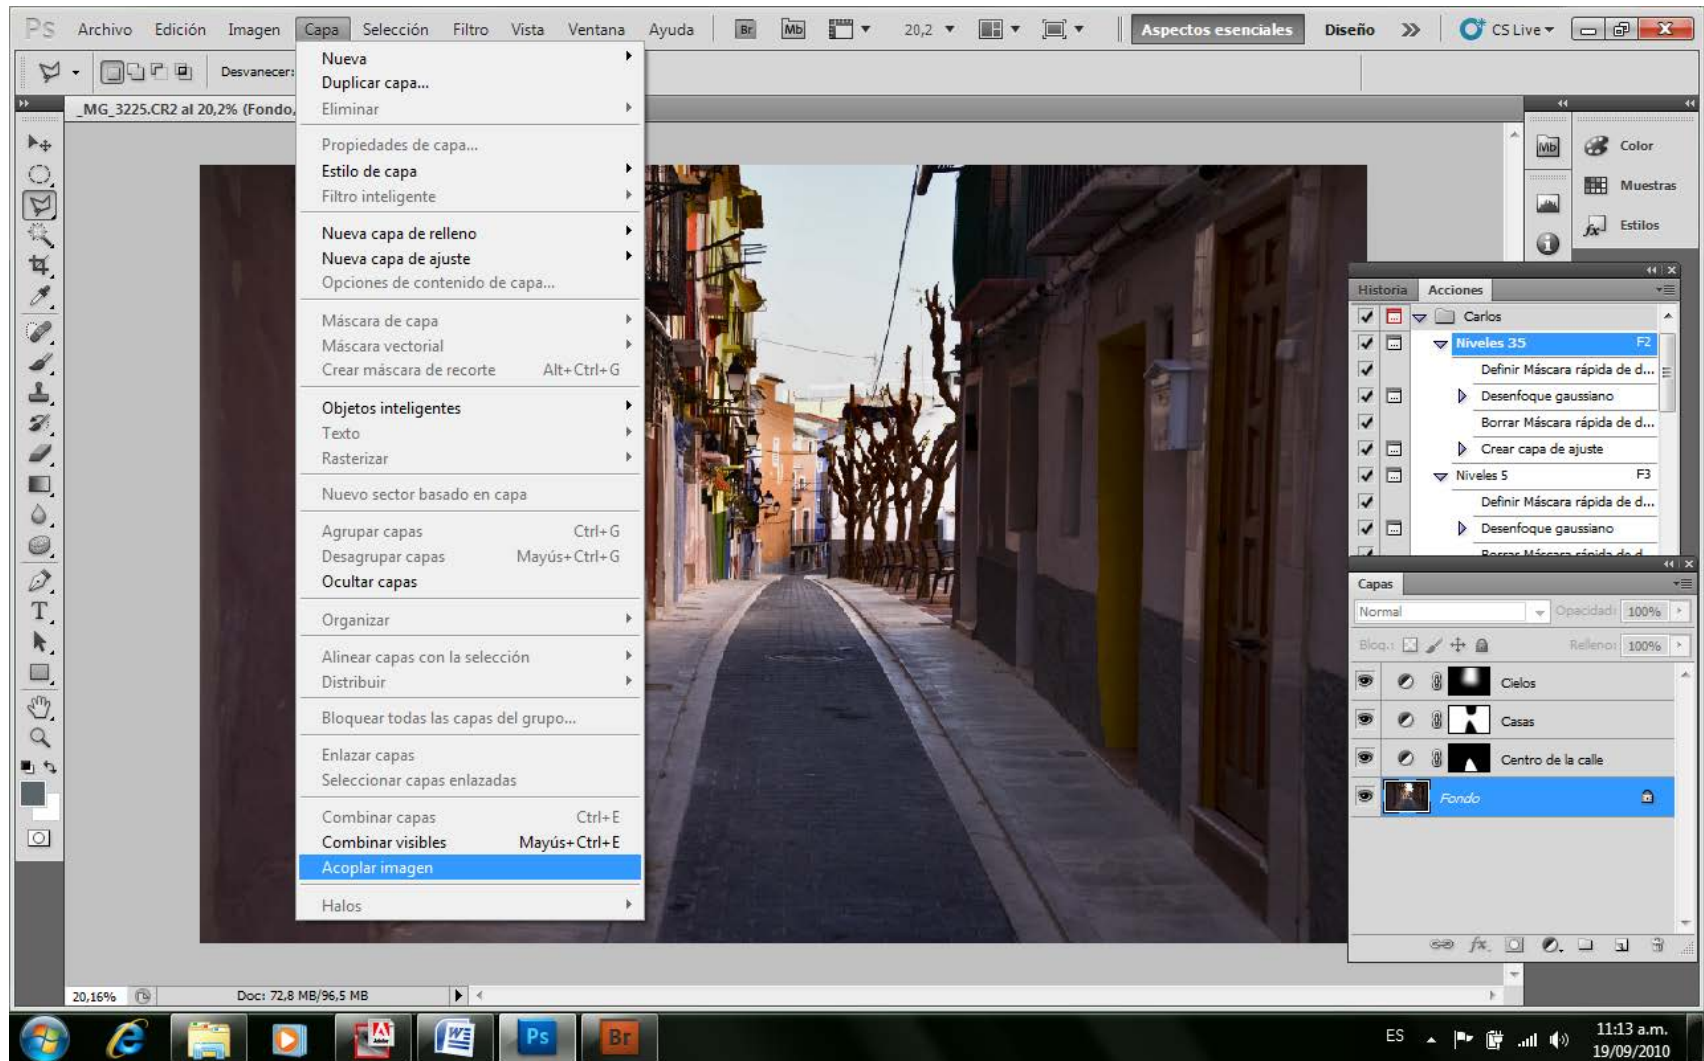 Ps Archivo Edición Imagen Capa Selección Filtro Vista Ventana Ayuda Br Mb 20,2 Aspectos esenciales Diseño CS Live
Desvanecer:
_MG_3225.CR2 al 20,2% (Fondo,
Nueva
Duplicar capa...
Eliminar
Propiedades de capa...
Estilo de capa
Filtro inteligente
Nueva capa de relleno
Nueva capa de ajuste
Opciones de contenido de capa...
Máscara de capa
Máscara vectorial
Crear máscara de recorte Alt+Ctrl+G
Objetos inteligentes
Texto
Rasterizar
Nuevo sector basado en capa
Agrupar capas Ctrl+G
Desagrupar capas Mayús+Ctrl+G
Ocultar capas
Organizar
Alinear capas con la selección
Distribuir
Bloquear todas las capas del grupo...
Enlazar capas
Seleccionar capas enlazadas
Combinar capas Ctrl+E
Combinar visibles Mayús+Ctrl+E
Acoplar imagen
Halos
Mb
Color
Muestras
Estilos
Historia Acciones
Carlos
Niveles 35 F2
Definir Máscara rápida de d...
Desenfoque gaussiano
Borrar Máscara rápida de d...
Crear capa de ajuste
Niveles 5 F3
Definir Máscara rápida de d...
Desenfoque gaussiano
Borrar Máscara rápida de d
Capas
Normal Opacidad: 100%
Bloq.: Relleno: 100%
Cielos
Casas
Centro de la calle
Fondo
20,16% Doc: 72,8 MB/96,5 MB
Adobe
Ps Br
ES 11:13 a.m.
19/09/2010